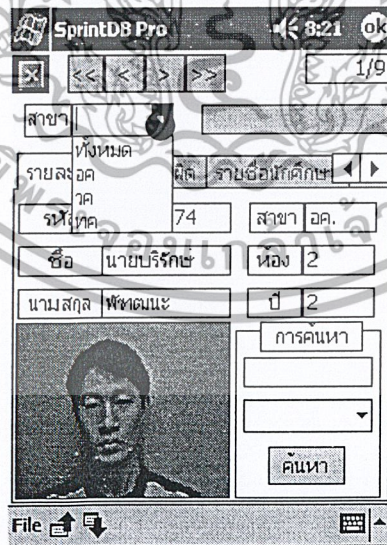 SprintDB Pro 8:21 ok
<< < > >> 1/9
สาขา
ทั้งหมด
อค
วค
ทค
รายละ ผิด รายชื่อนักศึกษา
รหั 74 สาขา อค.
ชื่อ นายบริรักษ์ ห้อง 2
นามสกุล พัฑฒนะ ปี 2
การค้นหา
ค้นหา
File